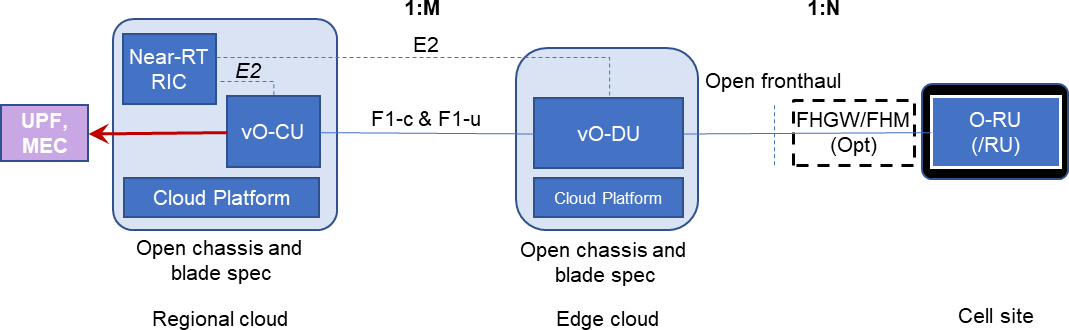 1:M
1:N
E2
Near-RT
RIC
E2
Open fronthaul
UPF,
MEC
vO-CU
F1-c & F1-u
vO-DU
FHGW/FHM
(Opt)
O-RU
(/RU)
Cloud Platform
Cloud Platform
Open chassis and
blade spec
Open chassis and
blade spec
Regional cloud
Edge cloud
Cell site